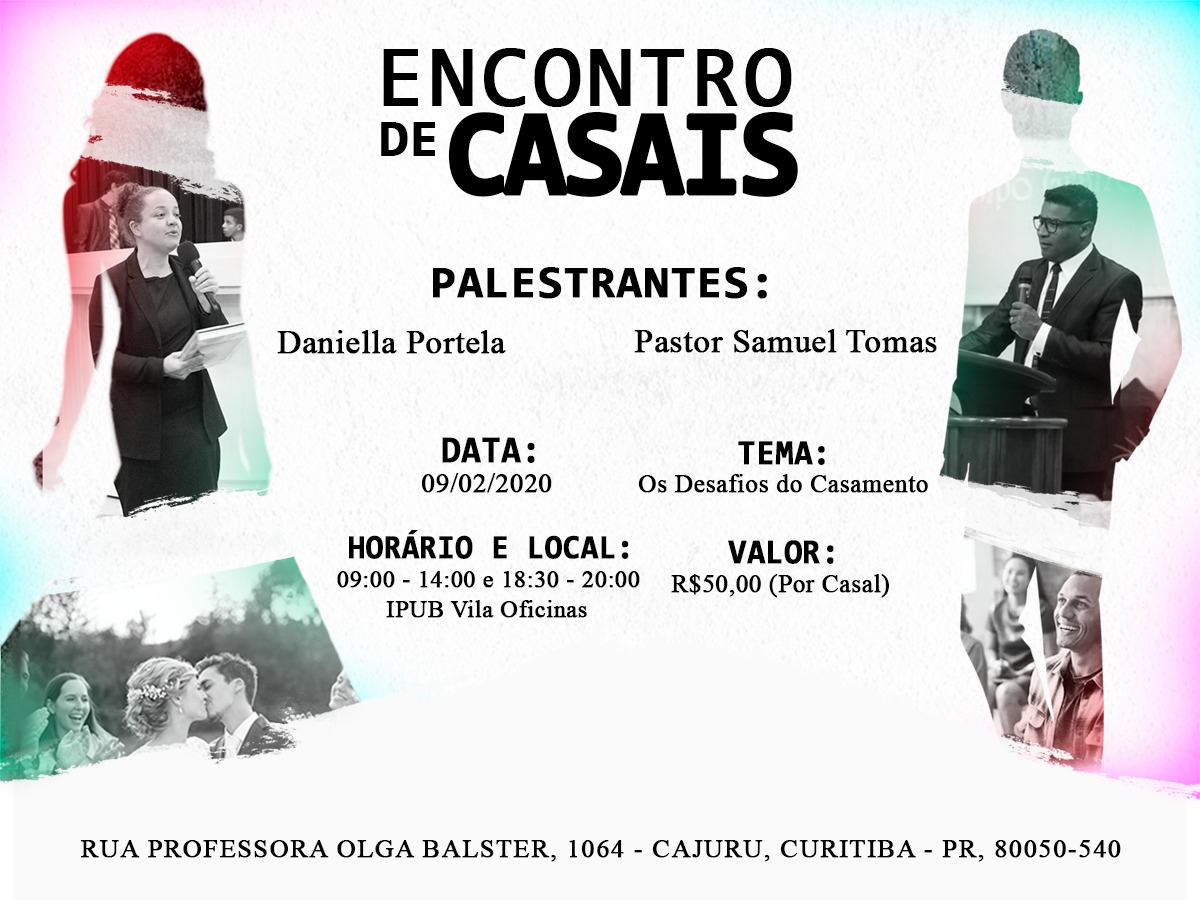 ENCONTRO
DE CASAIS
PALESTRANTES:
Daniella Portela
Pastor Samuel Tomas
DATA:
09/02/2020
TEMA:
Os Desafios do Casamento
HORÁRIO E LOCAL:
09:00 - 14:00 e 18:30 - 20:00
IPUB Vila Oficinas
VALOR:
R$50,00 (Por Casal)
RUA PROFESSORA OLGA BALSTER, 1064 - CAJURU, CURITIBA - PR, 80050-540